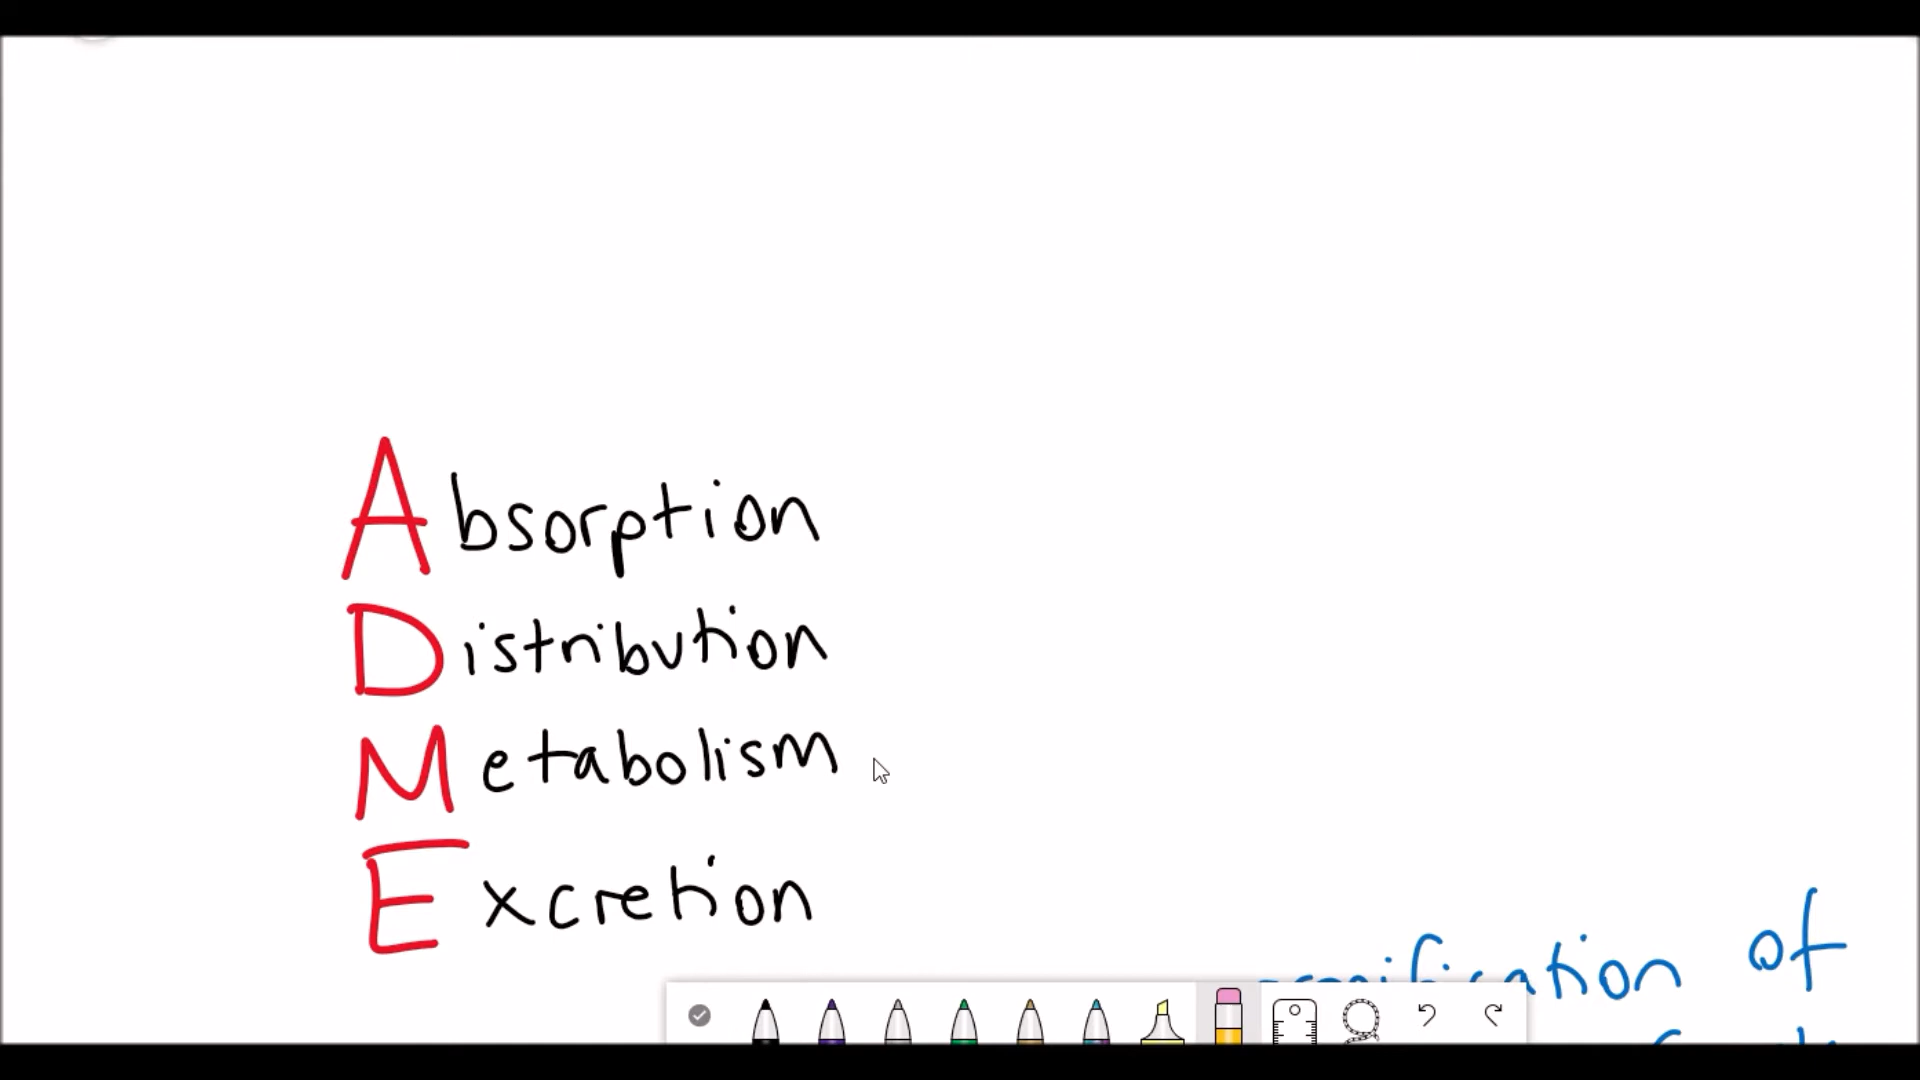 Absorption
Distribution
Metabolism
Excretion
of